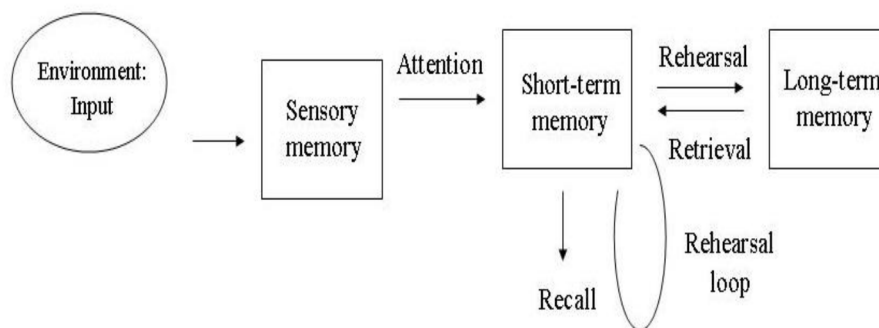 Environment:
Input
Sensory
memory
Attention
Short-term
memory
Rehearsal
Retrieval
Long-term
memory
Recall
Rehearsal
loop